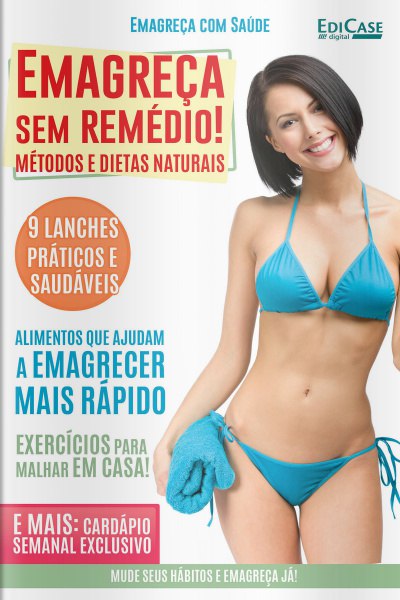 Emagreça com Saúde
EDICASE
digital
EMAGREÇA
SEM REMÉDIO!
MÉTODOS E DIETAS NATURAIS
9 LANCHES
PRÁTICOS E
SAUDÁVEIS
ALIMENTOS QUE AJUDAM
A EMAGRECER
MAIS RÁPIDO
EXERCÍCIOS PARA
MALHAR EM CASA!
E MAIS: CARDÁPIO
SEMANAL EXCLUSIVO
MUDE SEUS HÁBITOS E EMAGREÇA JÁ!